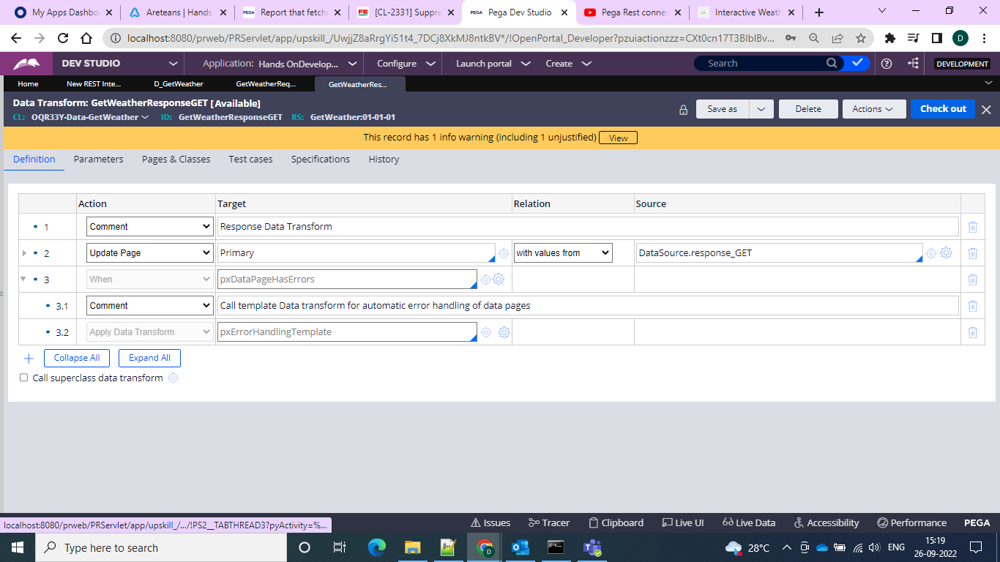 My Apps Dashbo
Areteans | Hands
PEGA Report that fetch
FE [CL-2331] Suppre
PEGA Pega Dev Studio
Pega Rest connec
Interactive Weath
localhost:8080/prweb/PRServlet/app/upskill_/UwjjZ8aRrgYi51t4_7DCj8XkMJ8ntkBV*/!OpenPortal_Developer?pzuiactionzzz=CXt0cn17T3BlblBv...
D
DEV STUDIO
Application: Hands OnDevelop...
Configure
Launch portal
Create
Search
DEVELOPMENT
Home
New REST Inte...
D_GetWeather
GetWeatherReq...
GetWeatherRes...
Data Transform: GetWeatherResponseGET [Available]
CL: OQR33Y-Data-GetWeather ID: GetWeatherResponseGET RS: GetWeather:01-01-01
Save as
Delete
Actions
Check out
This record has 1 info warning (including 1 unjustified) View
Definition
Parameters
Pages & Classes
Test cases
Specifications
History
Action Target Relation Source
1 Comment Response Data Transform
2 Update Page Primary with values from DataSource.response_GET
3 When pxDataPageHasErrors
3.1 Comment Call template Data transform for automatic error handling of data pages
3.2 Apply Data Transform pxErrorHandlingTemplate
Collapse All
Expand All
Call superclass data transform
localhost:8080/prweb/PRServlet/app/upskill_/.../!PS2__TABTHREAD3?pyActivity=%...
Issues
Tracer
Clipboard
Live UI
Live Data
Accessibility
Performance
PEGA
Type here to search
D
28°C
ENG
15:19
26-09-2022